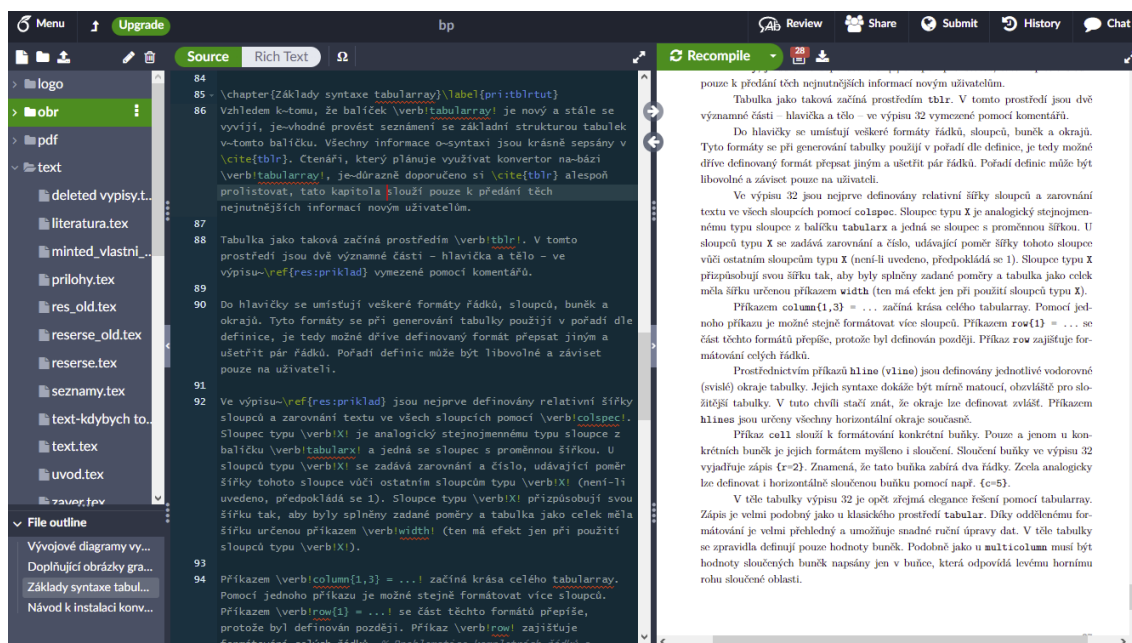 Menu
Upgrade
bp
Review
Share
Submit
History
Chat
Source
Rich Text
Ω
Recompile
28
logo
obr
pdf
text
deleted vypisy.t..
literatura.tex
minted_vlastni_..
prilohy.tex
res_old.tex
reserse_old.tex
reserse.tex
seznamy.tex
text-kdybych to..
text.tex
uvod.tex
zaver.tex
File outline
Vývojové diagramy vy...
Doplňující obrázky gra...
Základy syntaxe tabul...
Návod k instalaci konv...
84
85 \chapter{Základy syntaxe tabularray}\label{pri:tblrtut}
86 Vzhledem k~tomu, že balíček \verb!tabularray! je nový a stále se
vyvíjí, je~vhodné provést seznámení se základní strukturou tabulek
v~tomto balíčku. Všechny informace o~syntaxi jsou krásně sepsány v
\cite{tblr}. Čtenáři, který plánuje využívat konvertor na~bázi
\verb!tabularray!, je~důrazně doporučeno si \cite{tblr} alespoň
prolistovat, tato kapitola slouží pouze k předání těch
nejnutnějších informací novým uživatelům.
87
88 Tabulka jako taková začíná prostředím \verb!tblr!. V tomto
prostředí jsou dvě významné části – hlavička a tělo – ve
výpisu~\ref{res:priklad} vymezené pomocí komentářů.
89
90 Do hlavičky se umísťují veškeré formáty řádků, sloupců, buněk a
okrajů. Tyto formáty se při generování tabulky použijí v pořadí dle
definice, je tedy možné dříve definovaný formát přepsat jiným a
ušetřit pár řádků. Pořadí definic může být libovolné a záviset
pouze na uživateli.
91
92 Ve výpisu~\ref{res:priklad} jsou nejprve definovány relativní šířky
sloupců a zarovnání textu ve všech sloupcích pomocí \verb!colspec!.
Sloupec typu \verb!X! je analogický stejnojmennému typu sloupce z
balíčku \verb!tabularx! a jedná se sloupec s proměnnou šířkou. U
sloupců typu \verb!X! se zadává zarovnání a číslo, udávající poměr
šířky tohoto sloupce vůči ostatním sloupcům typu \verb!X! (není-li
uvedeno, předpokládá se 1). Sloupce typu \verb!X! přizpůsobují svou
šířku tak, aby byly splněny zadané poměry a tabulka jako celek měla
šířku určenou příkazem \verb!width! (ten má efekt jen při použití
sloupců typu \verb!X!).
93
94 Příkazem \verb!column{1,3} = ...! začíná krása celého tabularray.
Pomocí jednoho příkazu je možné stejně formátovat více sloupců.
Příkazem \verb!row{1} = ...! se část těchto formátů přepíše,
protože byl definován později. Příkaz \verb!row! zajišťuje
formátování celých řádků.
pouze k předání těch nejnutnějších informací novým uživatelům.
Tabulka jako taková začíná prostředím tblr. V tomto prostředí jsou dvě
významné části – hlavička a tělo – ve výpisu 32 vymezené pomocí komentářů.
Do hlavičky se umísťují veškeré formáty řádků, sloupců, buněk a okrajů.
Tyto formáty se při generování tabulky použijí v pořadí dle definice, je tedy možné
dříve definovaný formát přepsat jiným a ušetřit pár řádků. Pořadí definic může být
libovolné a záviset pouze na uživateli.
Ve výpisu 32 jsou nejprve definovány relativní šířky sloupců a zarovnání
textu ve všech sloupcích pomocí colspec. Sloupec typu X je analogický stejnojmen-
nému typu sloupce z balíčku tabularx a jedná se sloupec s proměnnou šířkou. U
sloupců typu X se zadává zarovnání a číslo, udávající poměr šířky tohoto sloupce
vůči ostatním sloupcům typu X (není-li uvedeno, předpokládá se 1). Sloupce typu X
přizpůsobují svou šířku tak, aby byly splněny zadané poměry a tabulka jako celek
měla šířku určenou příkazem width (ten má efekt jen při použití sloupců typu X).
Příkazem column{1,3} = ... začíná krása celého tabularray. Pomocí jed-
noho příkazu je možné stejně formátovat více sloupců. Příkazem row{1} = ... se
část těchto formátů přepíše, protože byl definován později. Příkaz row zajišťuje for-
mátování celých řádků.
Prostřednictvím příkazů hline (vline) jsou definovány jednotlivé vodorovné
(svislé) okraje tabulky. Jejich syntaxe dokáže být mírně matoucí, obzvláště pro slo-
žitější tabulky. V tuto chvíli stačí znát, že okraje lze definovat zvlášť. Příkazem
hlines jsou určeny všechny horizontální okraje současně.
Příkaz cell slouží k formátování konkrétní buňky. Pouze a jenom u kon-
krétních buněk je jejich formátem myšleno i sloučení. Sloučení buňky ve výpisu 32
vyjadřuje zápis {r=2}. Znamená, že tato buňka zabírá dva řádky. Zcela analogicky
lze definovat i horizontálně sloučenou buňku pomocí např. {c=5}.
V těle tabulky výpisu 32 je opět zřejmá elegance řešení pomocí tabularray.
Zápis je velmi podobný jako u klasického prostředí tabular. Díky oddělenému for-
mátování je velmi přehledný a umožňuje snadné ruční úpravy dat. V těle tabulky
se zpravidla definují pouze hodnoty buněk. Podobně jako u multicolumn musí být
hodnoty sloučených buněk napsány jen v buňce, která odpovídá levému hornímu
rohu sloučené oblasti.